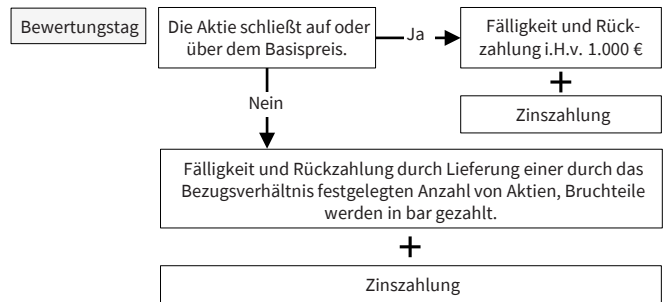 Bewertungstag
Die Aktie schließt auf oder
über dem Basispreis.
Ja
Fälligkeit und Rück-
zahlung i.H.v. 1.000 €
+
Zinszahlung
Nein
Fälligkeit und Rückzahlung durch Lieferung einer durch das
Bezugsverhältnis festgelegten Anzahl von Aktien, Bruchteile
werden in bar gezahlt.
+
Zinszahlung